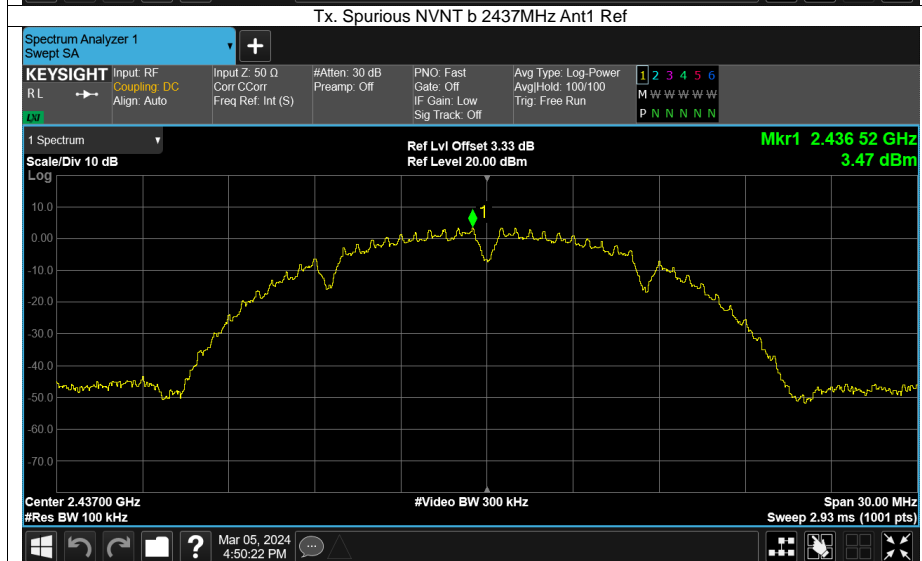 Tx. Spurious NVNT b 2437MHz Ant1 Ref
Spectrum Analyzer 1
Swept SA
+
KEYSIGHT
RL
LXI
Input: RF
Coupling: DC
Align: Auto
Input Z: 50 Ω
Corr CCorr
Freq Ref: Int (S)
#Atten: 30 dB
Preamp: Off
PNO: Fast
Gate: Off
IF Gain: Low
Sig Track: Off
Avg Type: Log-Power
Avg|Hold: 100/100
Trig: Free Run
1 2 3 4 5 6
M W W W W W
P N N N N N
1 Spectrum
Scale/Div 10 dB
Log
Ref Lvl Offset 3.33 dB
Ref Level 20.00 dBm
Mkr1 2.436 52 GHz
3.47 dBm
1
10.0
0.00
-10.0
-20.0
-30.0
-40.0
-50.0
-60.0
-70.0
Center 2.43700 GHz
#Res BW 100 kHz
#Video BW 300 kHz
Span 30.00 MHz
Sweep 2.93 ms (1001 pts)
?
Mar 05, 2024
4:50:22 PM